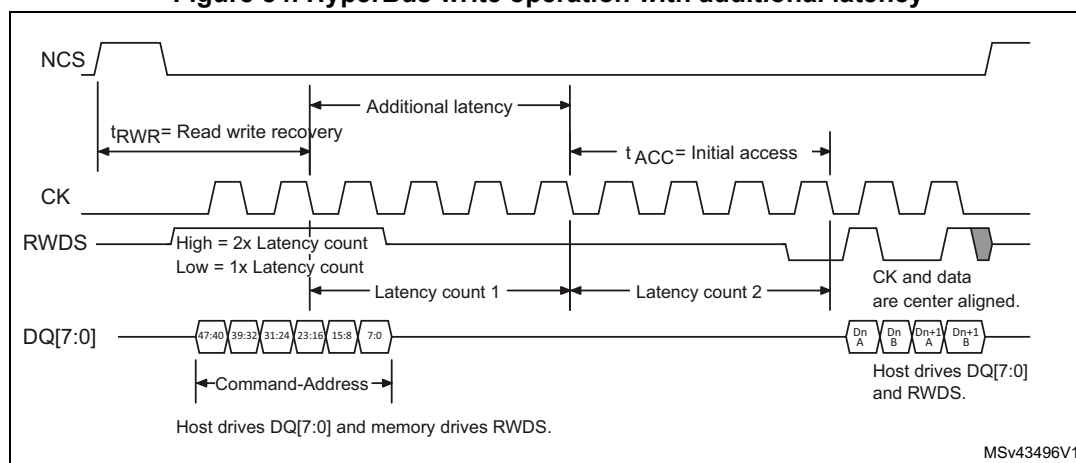 Figure 34. HyperBus write operation with additional latency
NCS
Additional latency
tRWR= Read write recovery
tACC= Initial access
CK
RWDS
High = 2x Latency count
Low = 1x Latency count
CK and data
are center aligned.
Latency count 1
Latency count 2
DQ[7:0]
47:40 39:32 31:24 23:16 15:8 7:0
Dn A Dn B Dn+1 A Dn+1 B
Command-Address
Host drives DQ[7:0]
and RWDS.
Host drives DQ[7:0] and memory drives RWDS.
MSv43496V1